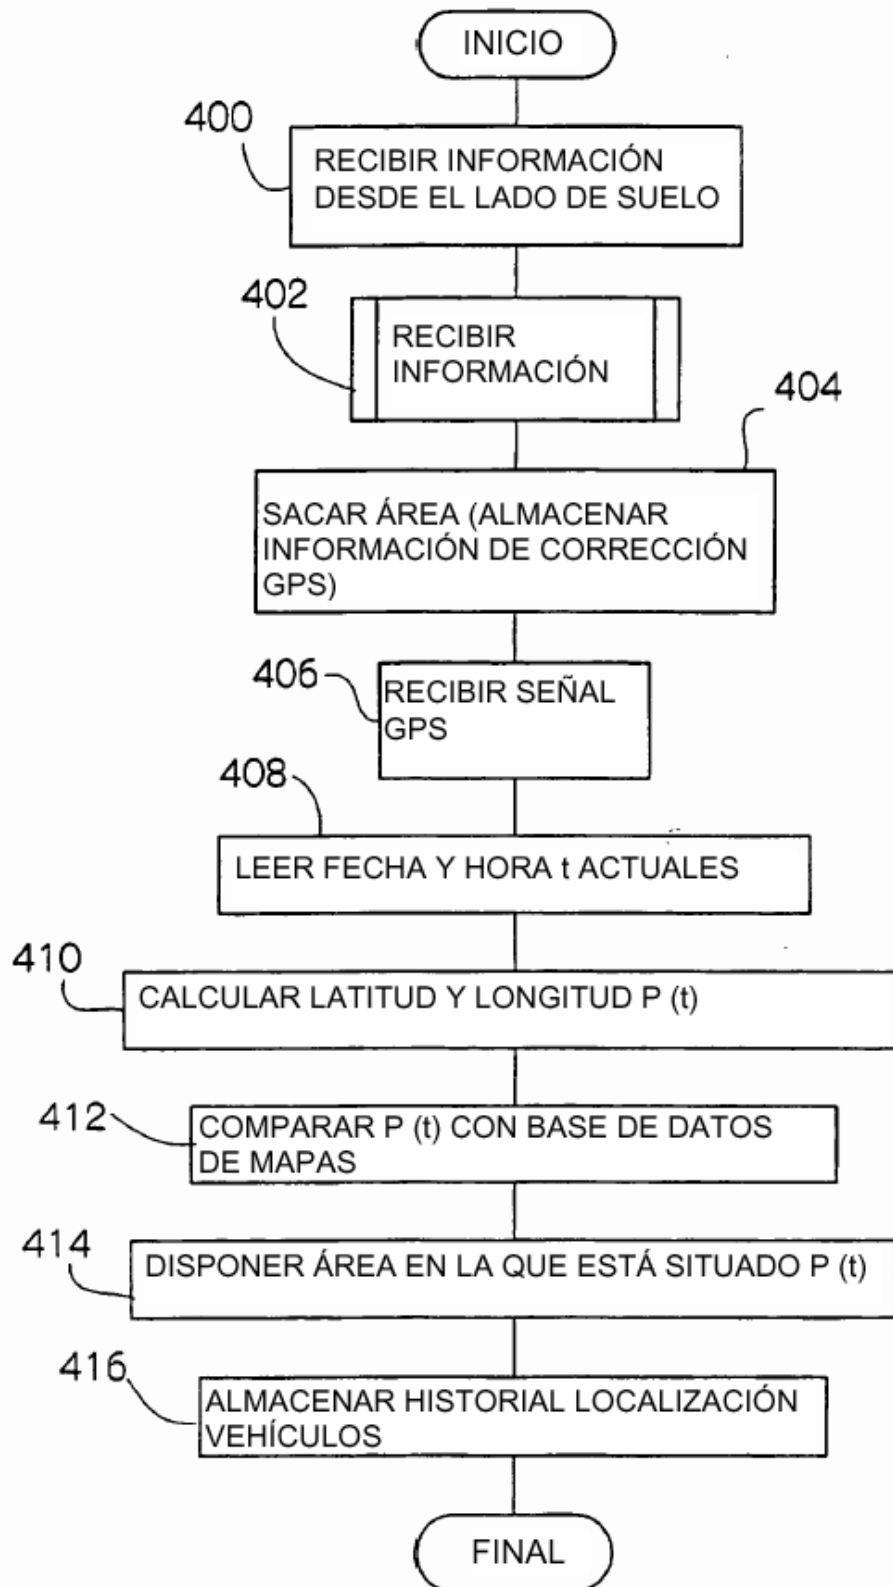 INICIO
400
RECIBIR INFORMACIÓN
DESDE EL LADO DE SUELO
402
RECIBIR
INFORMACIÓN
404
SACAR ÁREA (ALMACENAR
INFORMACIÓN DE CORRECCIÓN
GPS)
406
RECIBIR SEÑAL
GPS
408
LEER FECHA Y HORA t ACTUALES
410
CALCULAR LATITUD Y LONGITUD P (t)
412
COMPARAR P (t) CON BASE DE DATOS
DE MAPAS
414
DISPONER ÁREA EN LA QUE ESTÁ SITUADO P (t)
416
ALMACENAR HISTORIAL LOCALIZACIÓN
VEHÍCULOS
FINAL